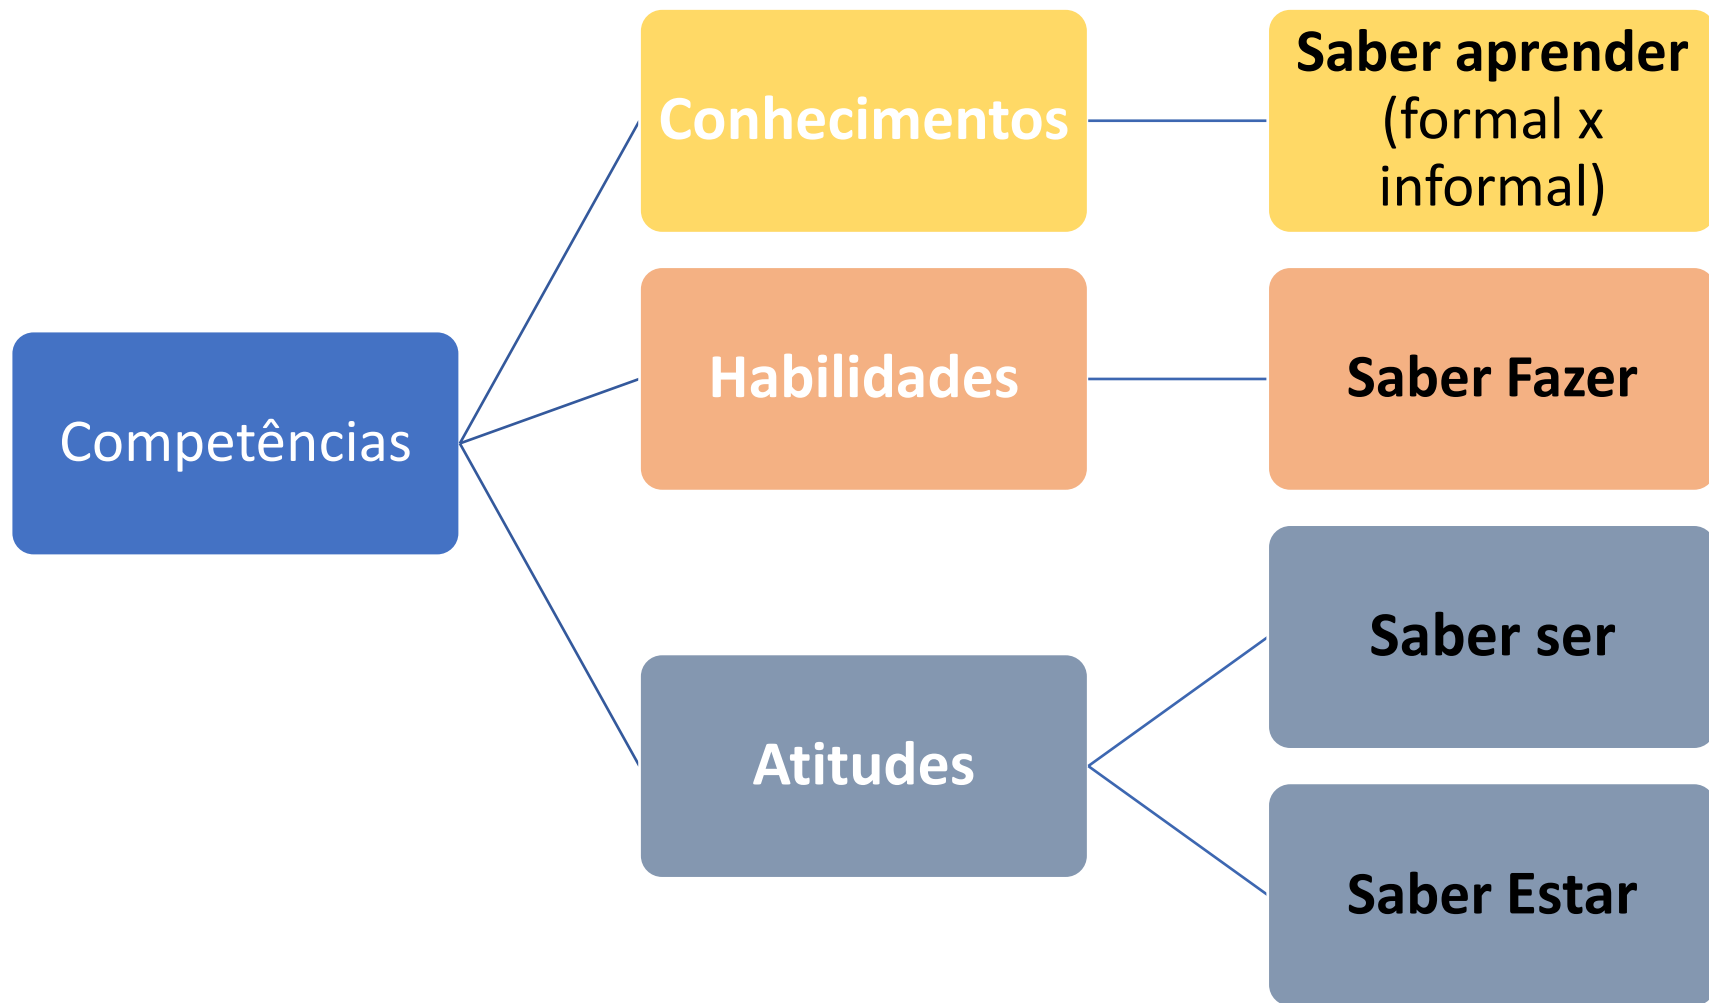 Competências
Conhecimentos
Saber aprender
(formal x
informal)
Habilidades
Saber Fazer
Atitudes
Saber ser
Saber Estar